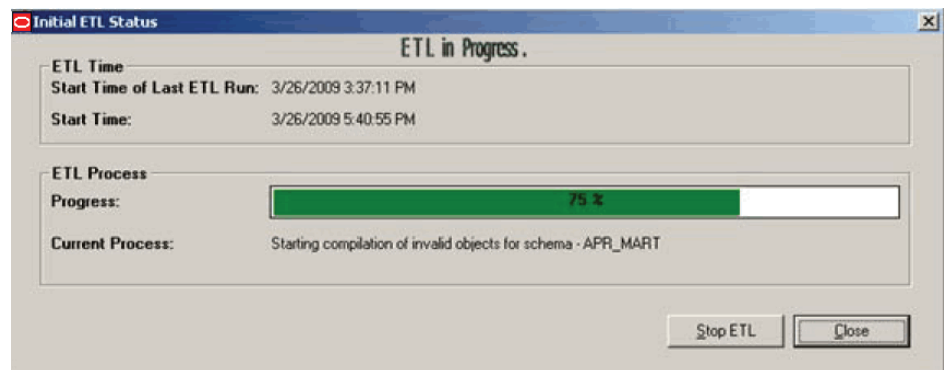 Initial ETL Status
ETL in Progress.
ETL Time
Start Time of Last ETL Run: 3/26/2009 3:37:11 PM
Start Time: 3/26/2009 5:40:55 PM
ETL Process
Progress: 75 %
Current Process: Starting compilation of invalid objects for schema - APR_MART
Stop ETL Close